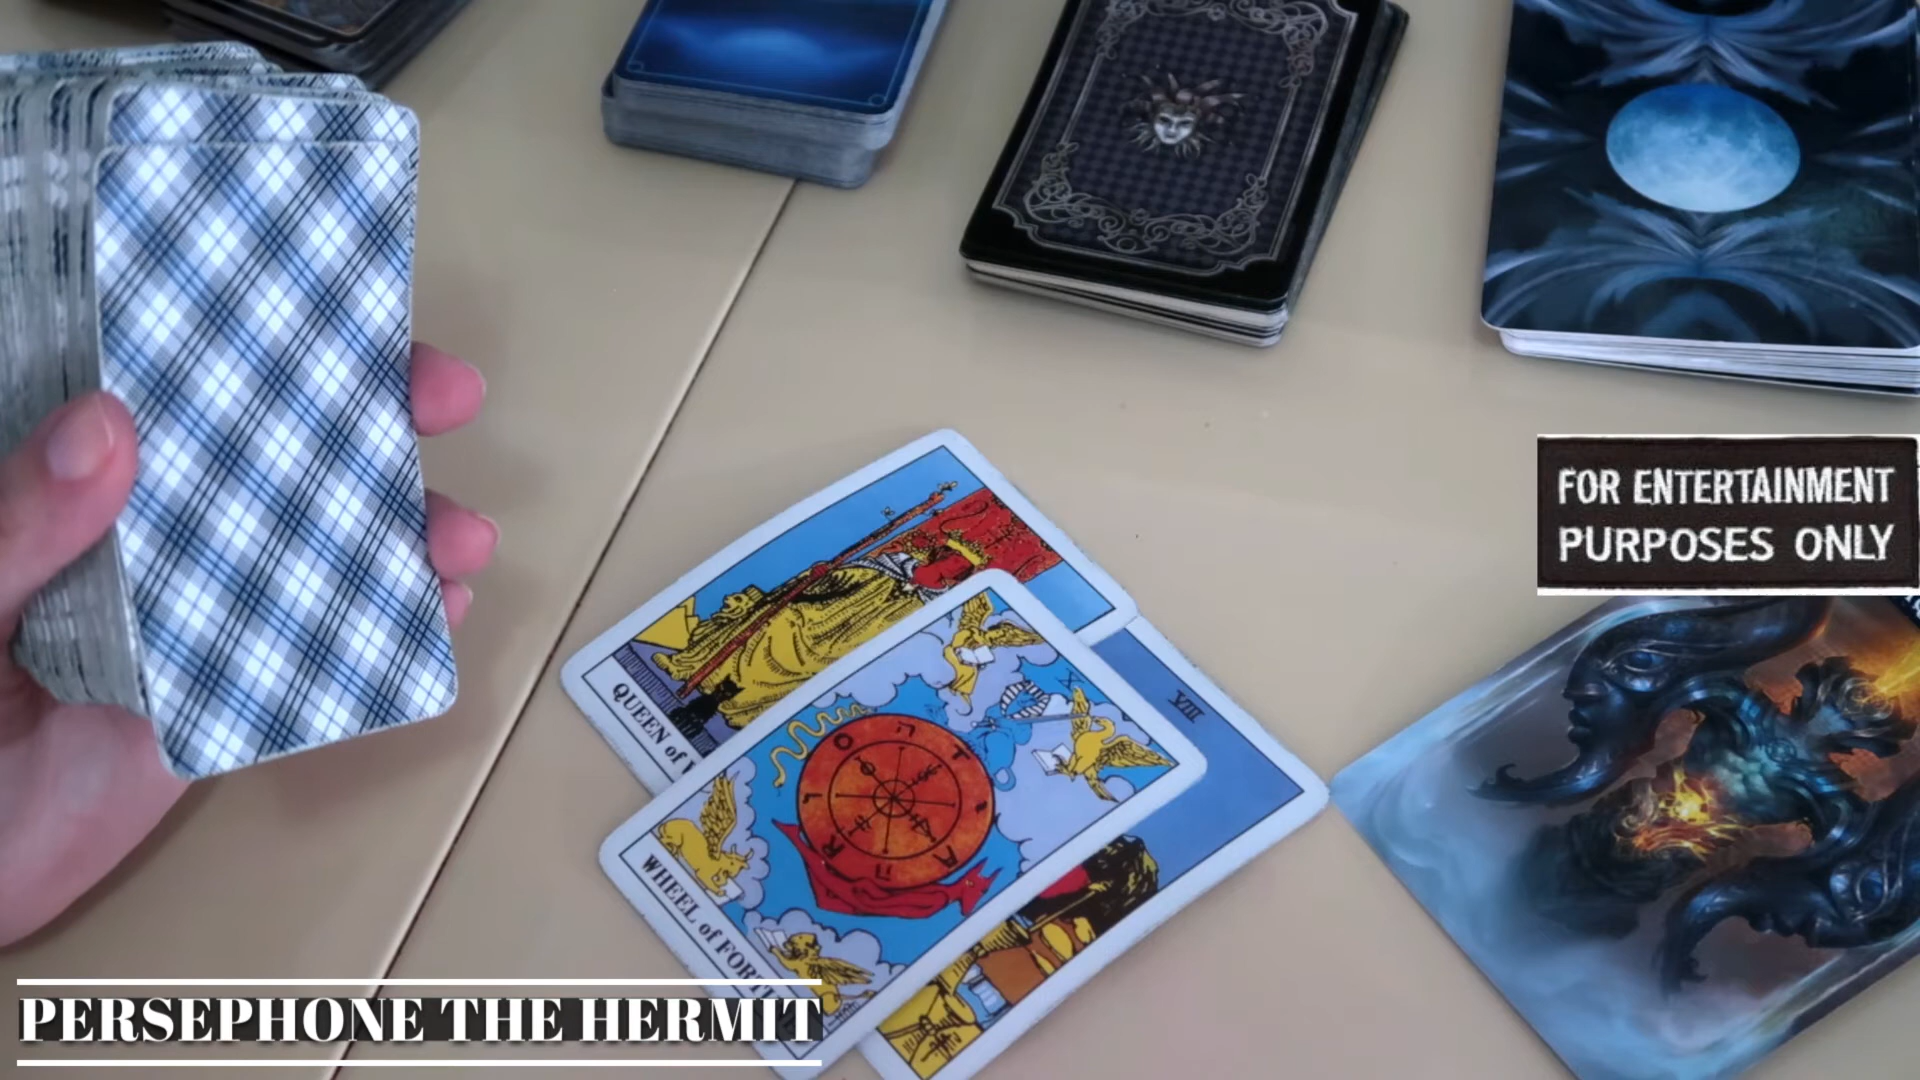 FOR ENTERTAINMENT
PURPOSES ONLY
QUEEN of
VIII
X
WHEEL of FORT
PERSEPHONE THE HERMIT